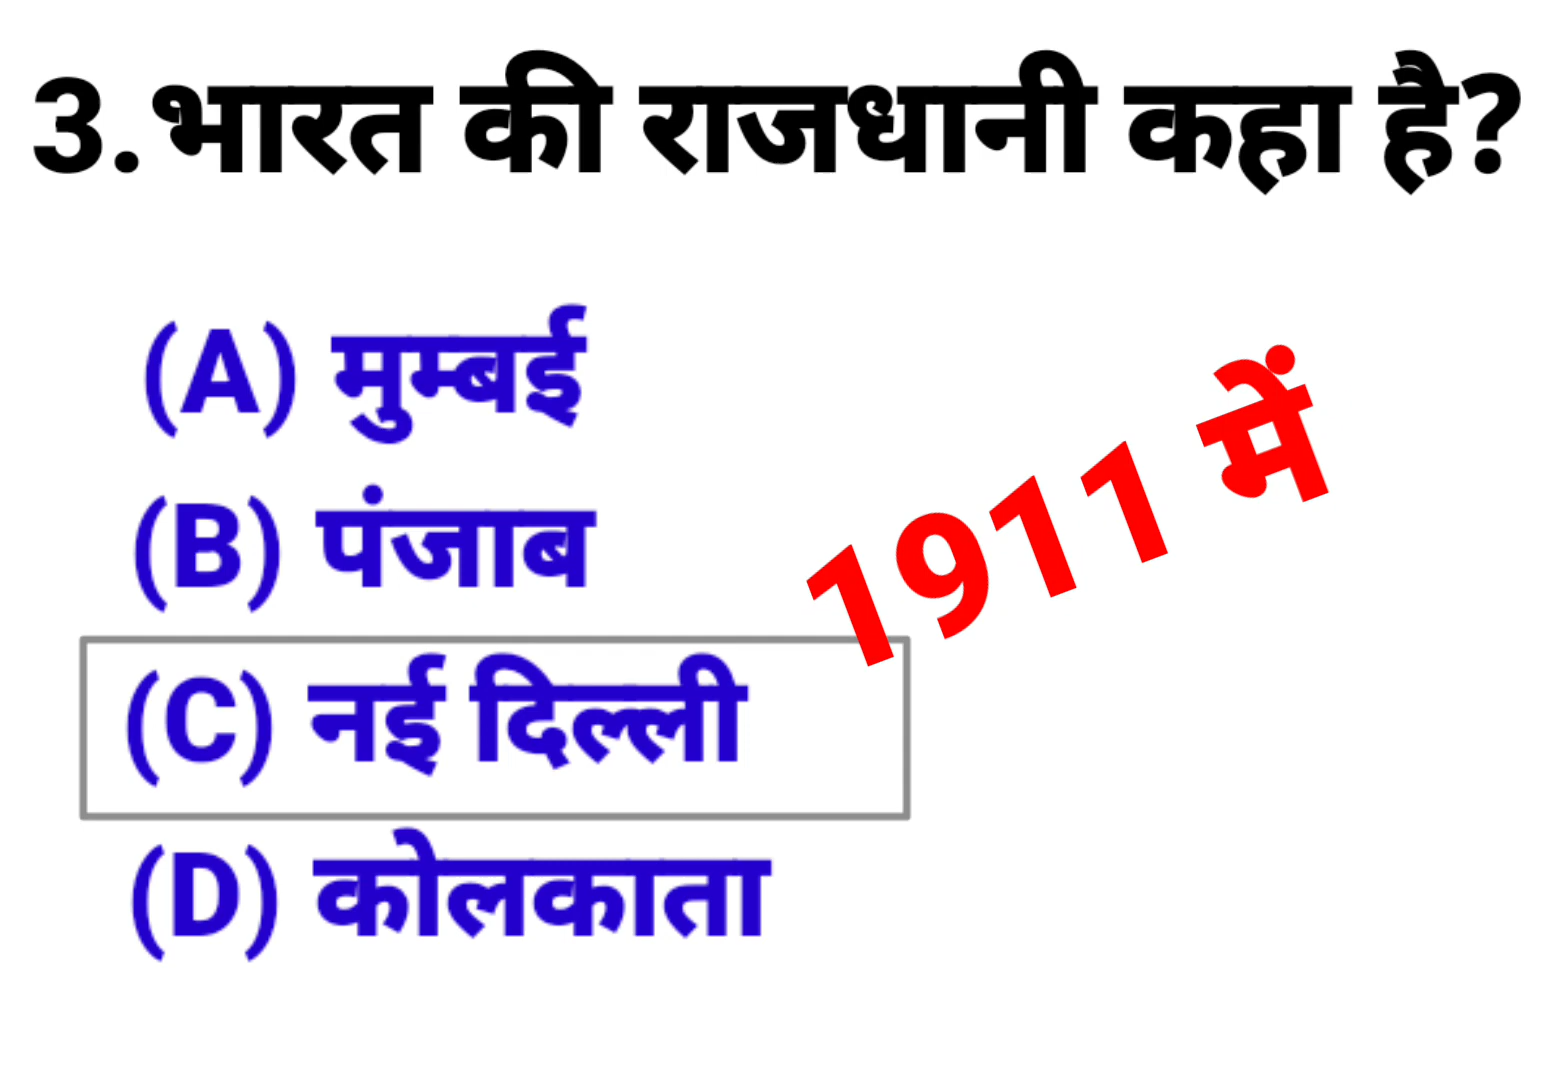 3.भारत की राजधानी कहा है?
(A) मुम्बई
(B) पंजाब
1911 में
(C) नई दिल्ली
(D) कोलकाता